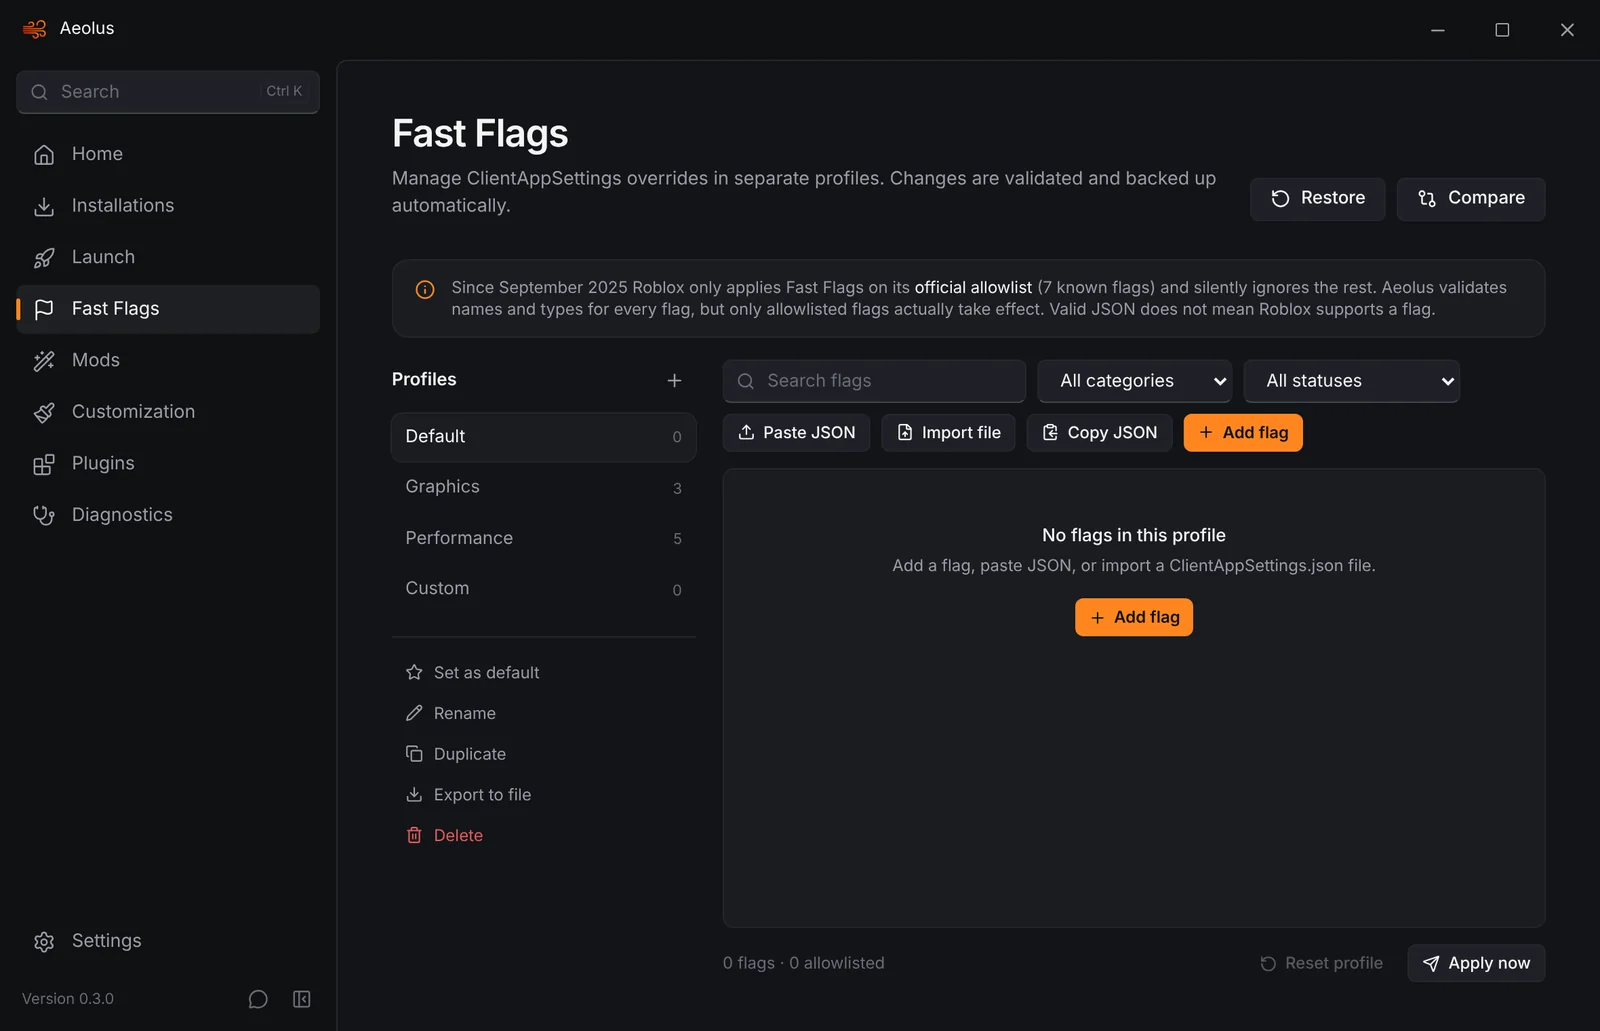 Aeolus
Search
Ctrl K
Home
Installations
Launch
Fast Flags
Mods
Customization
Plugins
Diagnostics
Settings
Version 0.3.0
Fast Flags
Manage ClientAppSettings overrides in separate profiles. Changes are validated and backed up
automatically.
Restore
Compare
Since September 2025 Roblox only applies Fast Flags on its official allowlist (7 known flags) and silently ignores the rest. Aeolus validates
names and types for every flag, but only allowlisted flags actually take effect. Valid JSON does not mean Roblox supports a flag.
Profiles
Default 0
Graphics 3
Performance 5
Custom 0
Set as default
Rename
Duplicate
Export to file
Delete
Search flags
All categories
All statuses
Paste JSON
Import file
Copy JSON
Add flag
No flags in this profile
Add a flag, paste JSON, or import a ClientAppSettings.json file.
Add flag
0 flags · 0 allowlisted
Reset profile
Apply now